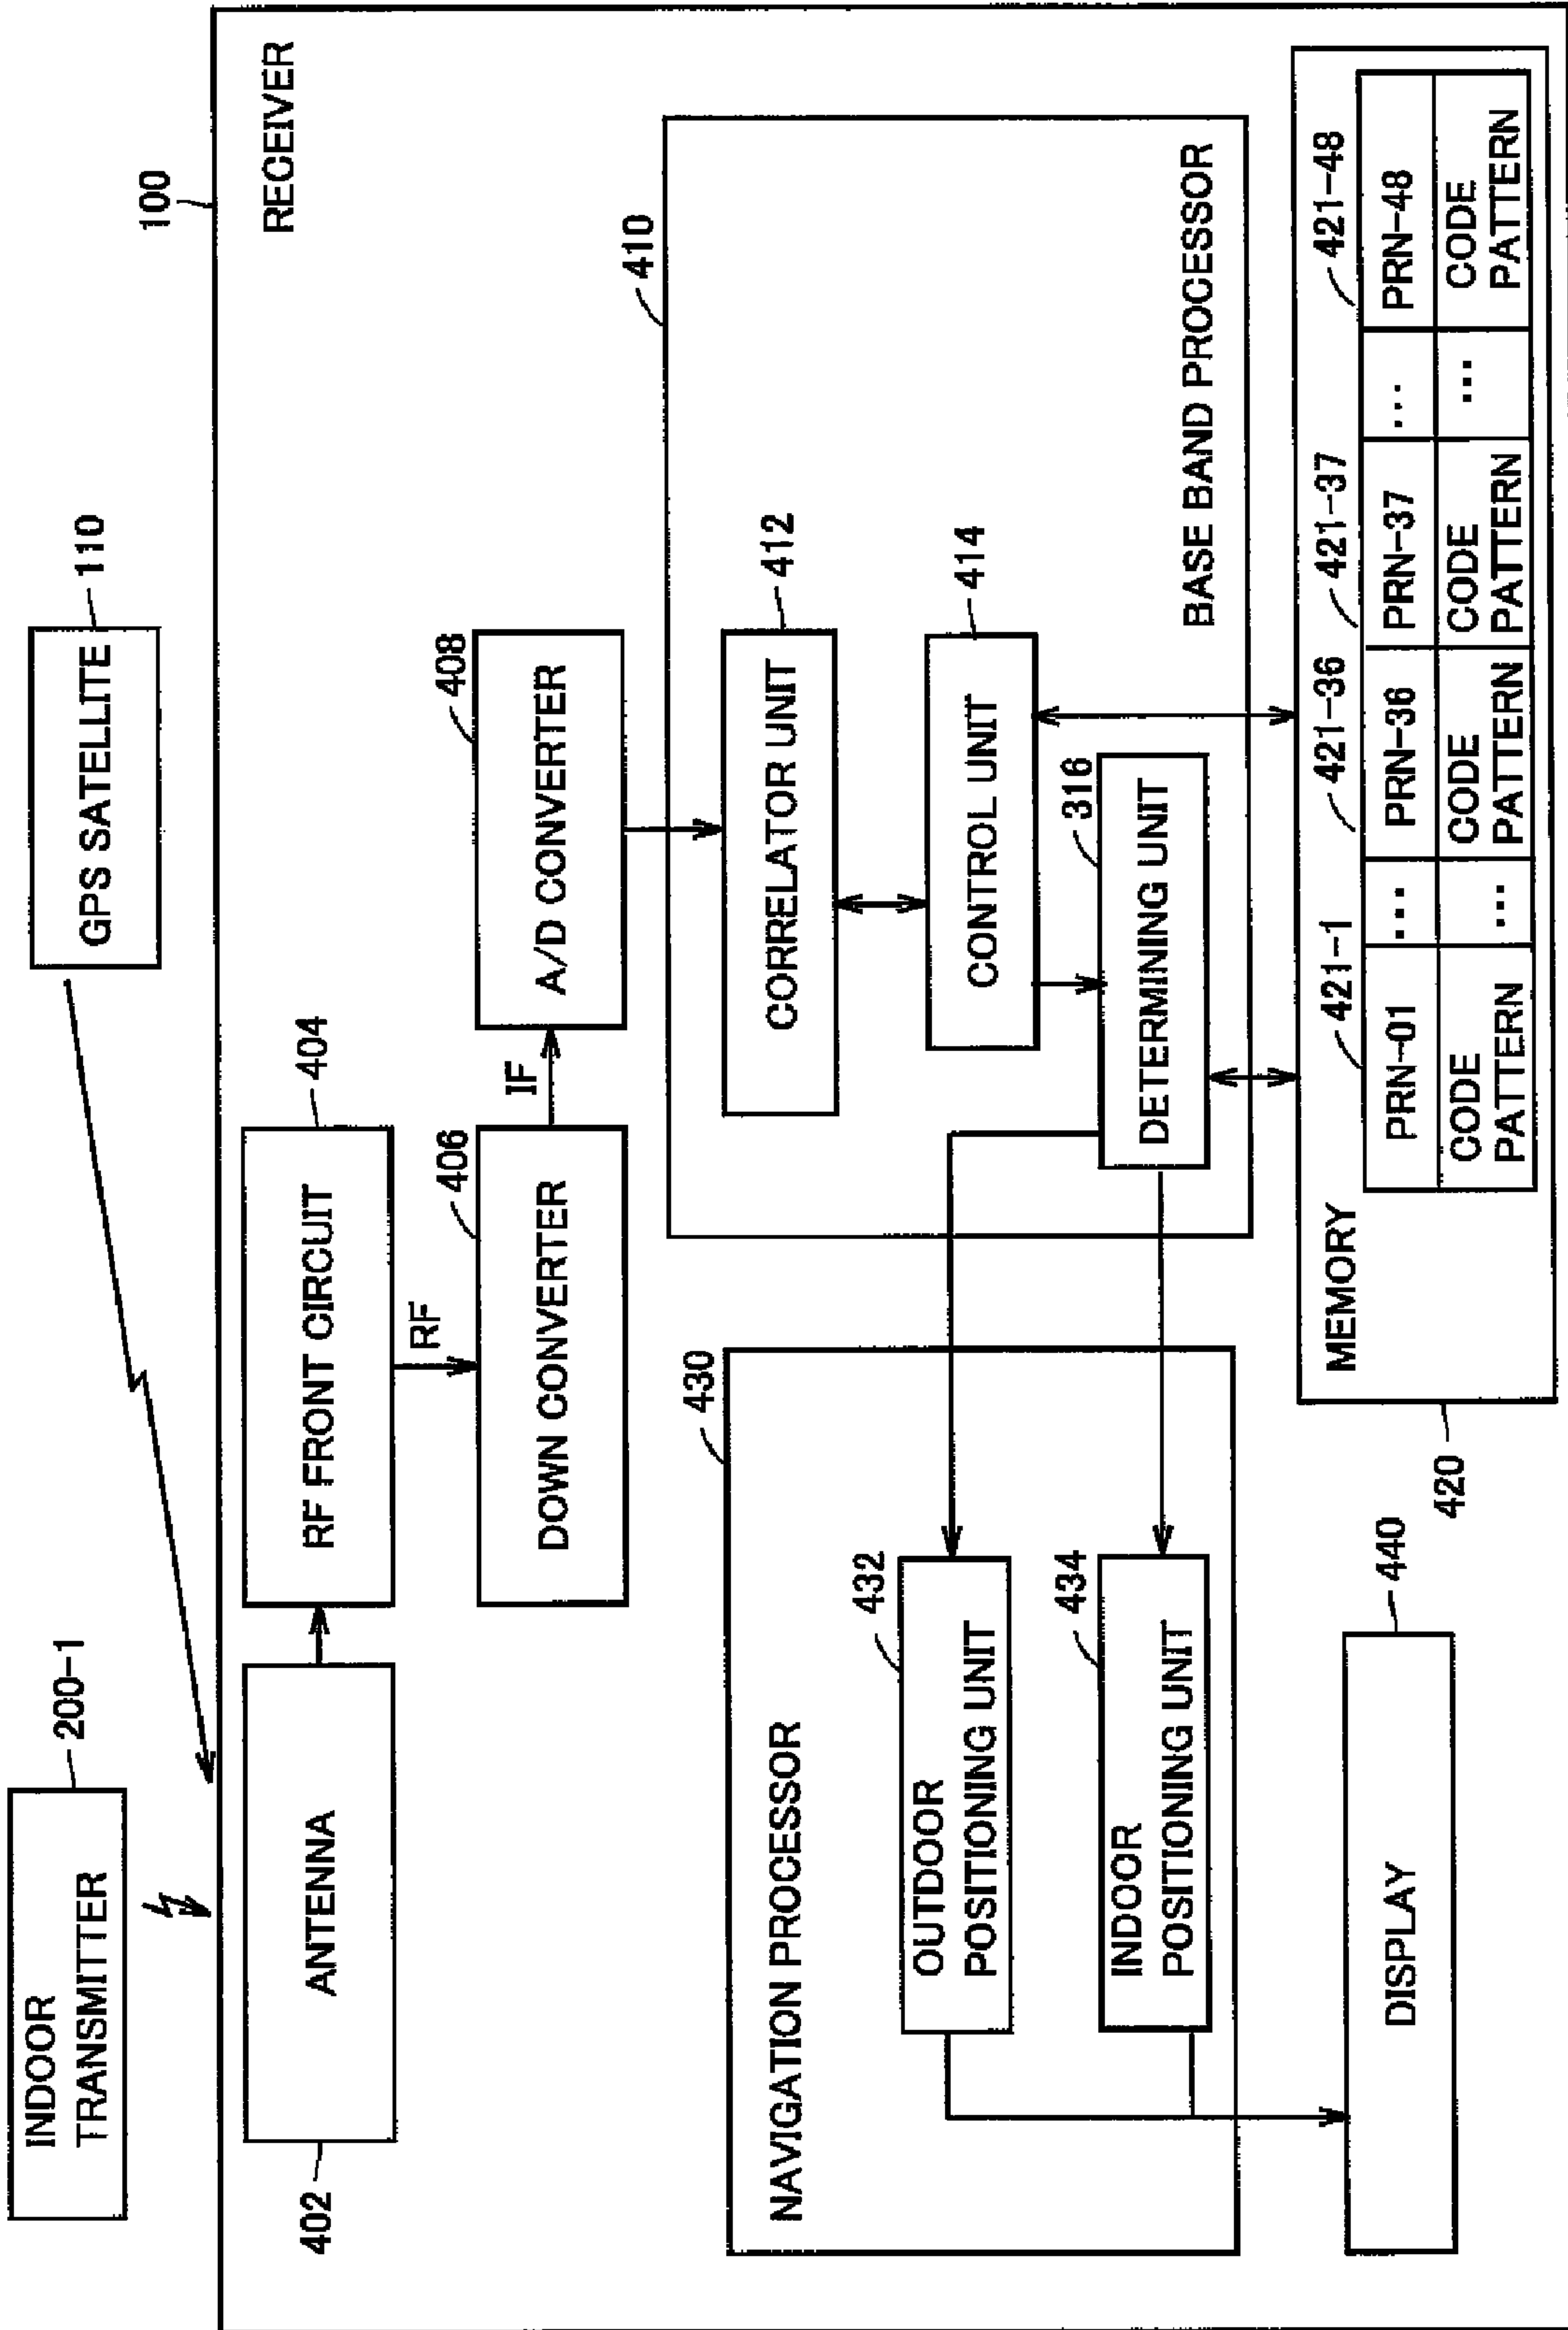 INDOOR
TRANSMITTER
200-1
GPS SATELLITE
110
100
RECEIVER
402
ANTENNA
RF FRONT CIRCUIT
404
RF
DOWN CONVERTER
406
IF
A/D CONVERTER
408
410
CORRELATOR UNIT
412
CONTROL UNIT
414
DETERMINING UNIT
316
BASE BAND PROCESSOR
430
NAVIGATION PROCESSOR
OUTDOOR
POSITIONING UNIT
432
INDOOR
POSITIONING UNIT
434
DISPLAY
440
420
MEMORY
421-1
421-36
421-37
421-48
PRN-01 ... PRN-36 PRN-37 ... PRN-48
CODE ... CODE CODE ... CODE
PATTERN PATTERN PATTERN PATTERN